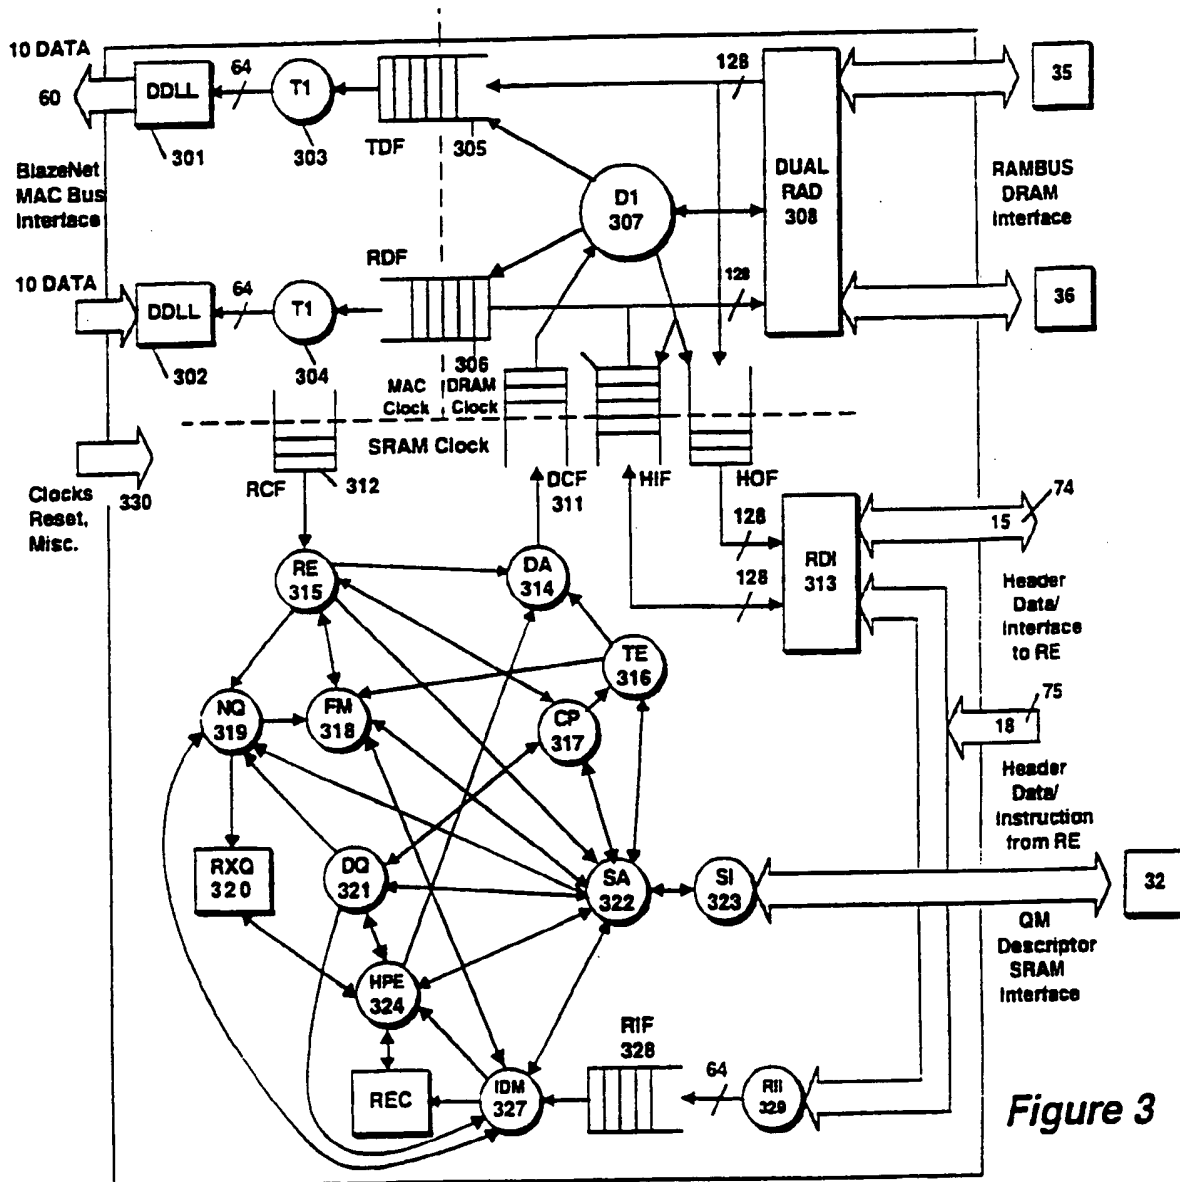 10 DATA
60
DDLL
301
64
T1
303
TDF
305
128
DUAL
RAD
308
35
BlazeNet
MAC Bus
Interface
D1
307
RAMBUS
DRAM
Interface
10 DATA
DDLL
302
64
T1
304
RDF
306
128
36
MAC
Clock
DRAM
Clock
SRAM Clock
Clocks
Reset,
Misc.
330
RCF
312
DCF
311
HIF
HOF
128
128
RDI
313
15
74
Header
Data/
Interface
to RE
RE
315
DA
314
TE
316
NQ
319
FM
318
CP
317
18
75
Header
Data/
Instruction
from RE
RXQ
320
DQ
321
SA
322
SI
323
32
QM
Descriptor
SRAM
Interface
HPE
324
REC
IDM
327
RIF
328
64
RII
329
Figure 3